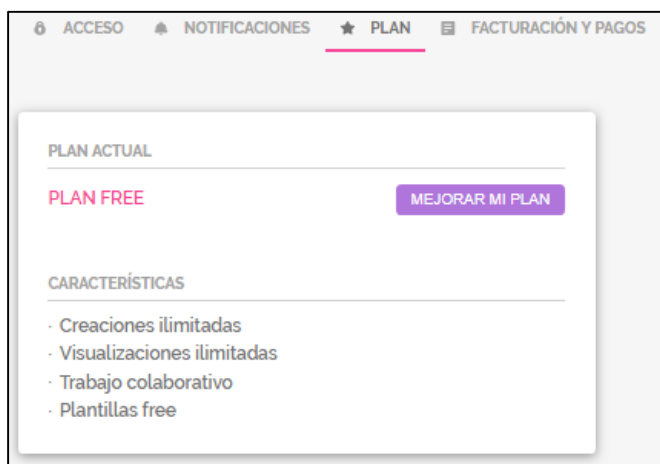 ACCESO NOTIFICACIONES PLAN FACTURACIÓN Y PAGOS
PLAN ACTUAL
PLAN FREE MEJORAR MI PLAN
CARACTERÍSTICAS
· Creaciones ilimitadas
· Visualizaciones ilimitadas
· Trabajo colaborativo
· Plantillas free